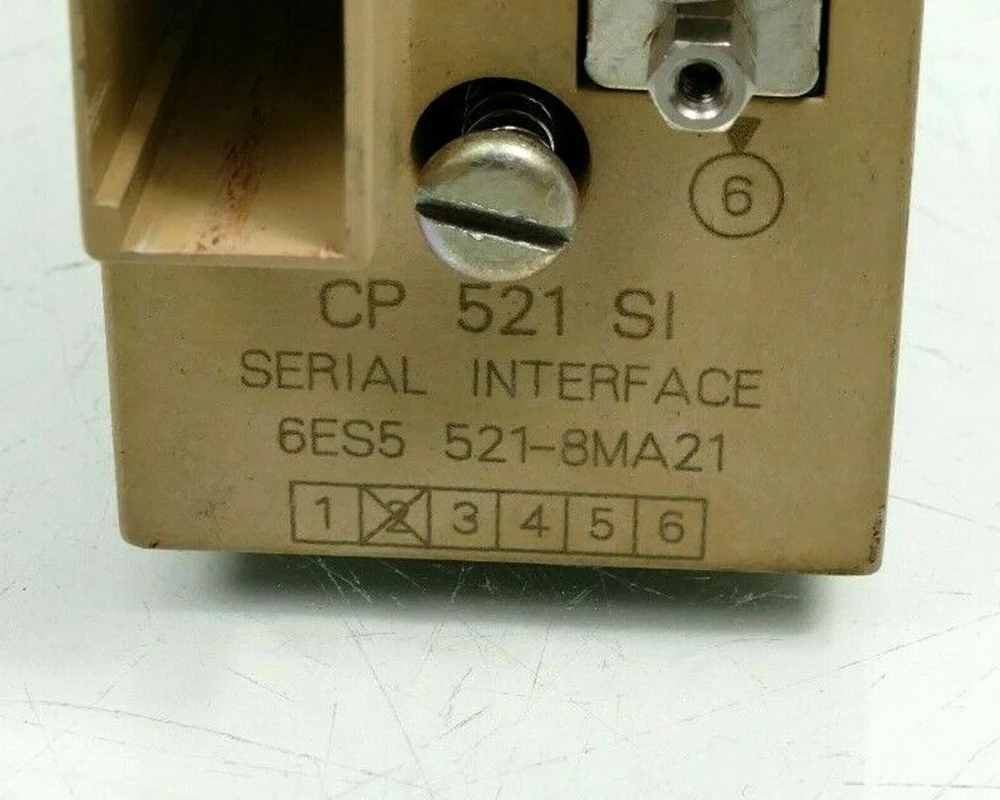 6
CP 521 SI
SERIAL INTERFACE
6ES5 521-8MA21
1 2 3 4 5 6